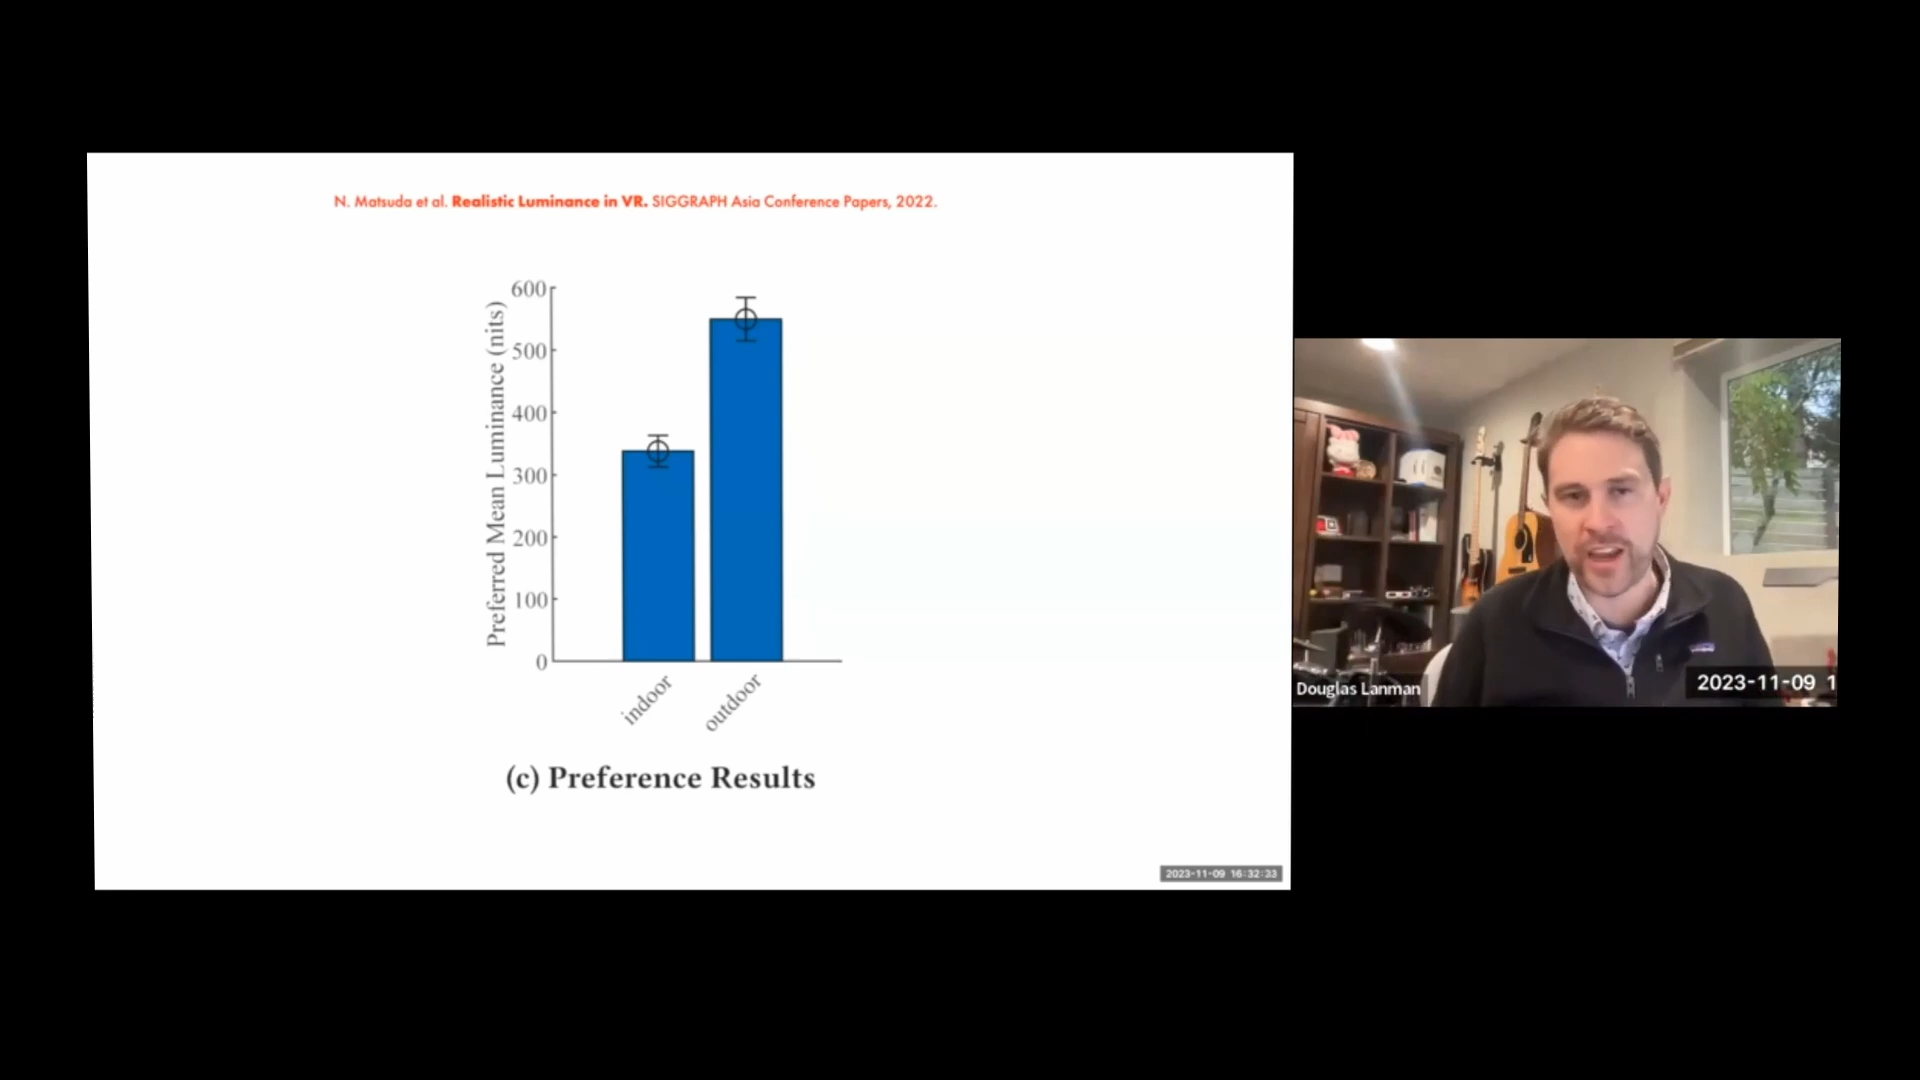 N. Matsuda et al. Realistic Luminance in VR. SIGGRAPH Asia Conference Papers, 2022.
Preferred Mean Luminance (nits)
600
500
400
300
200
100
0
indoor
outdoor
(c) Preference Results
2023-11-09 16:32:33
Douglas Lanman
2023-11-09 1